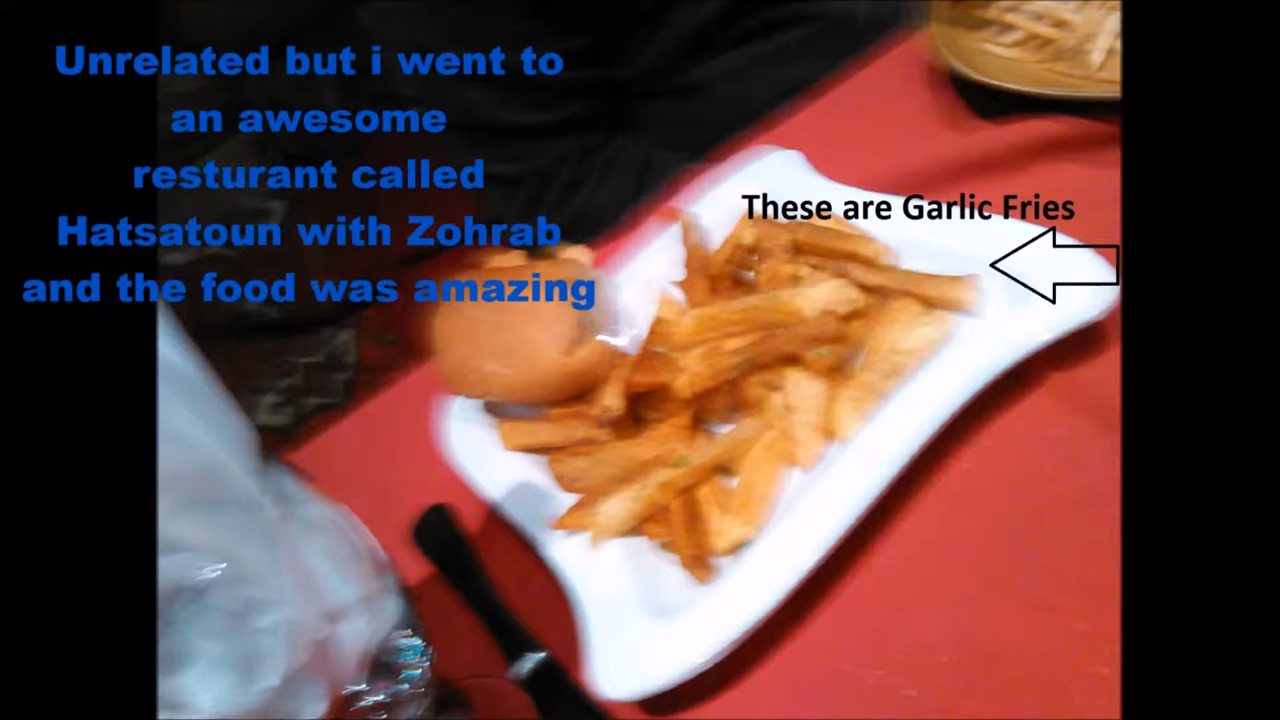 Unrelated but i went to
an awesome
resturant called
Hatsatoun with Zohrab
and the food was amazing
These are Garlic Fries